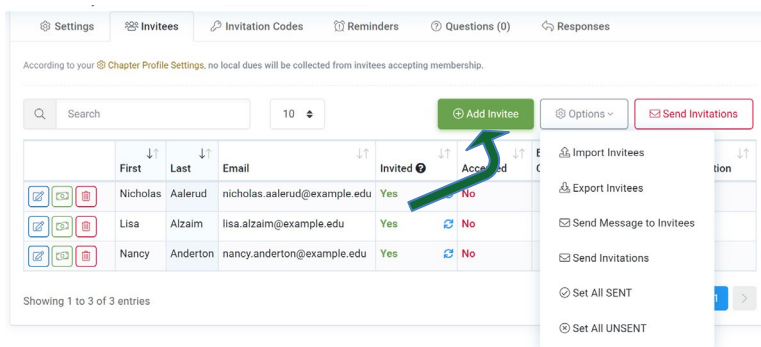 Settings Invitees Invitation Codes Reminders Questions (0) Responses
According to your Chapter Profile Settings, no local dues will be collected from invitees accepting membership.
Search 10 Add Invitee Options Send Invitations
First Last Email Invited Accepted
Nicholas Aalerud nicholas.aalerud@example.edu Yes No
Lisa Alzaim lisa.alzaim@example.edu Yes No
Nancy Anderton nancy.anderton@example.edu Yes No
Import Invitees
Export Invitees
Send Message to Invitees
Send Invitations
Set All SENT
Set All UNSENT
Showing 1 to 3 of 3 entries 1